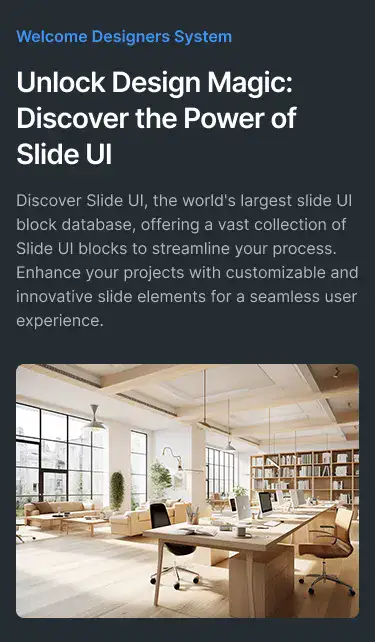 Welcome Designers System
Unlock Design Magic:
Discover the Power of
Slide UI
Discover Slide UI, the world's largest slide UI
block database, offering a vast collection of
Slide UI blocks to streamline your process.
Enhance your projects with customizable and
innovative slide elements for a seamless user
experience.